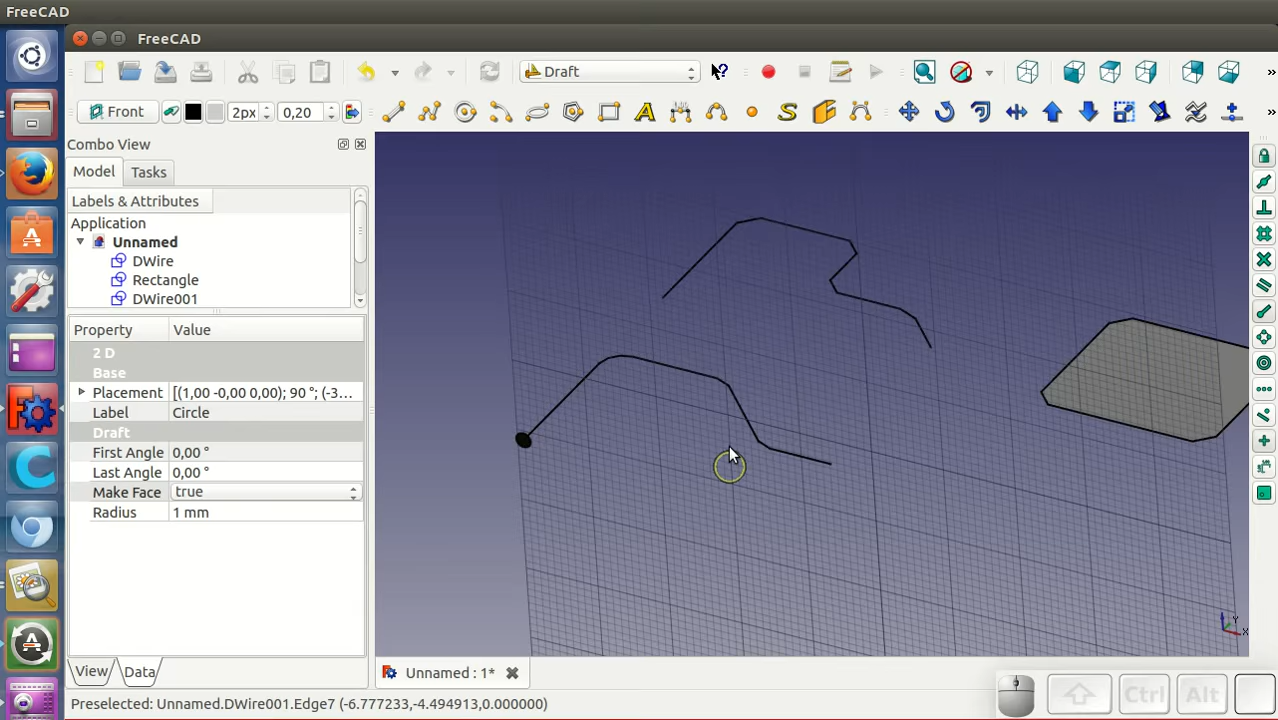 FreeCAD
FreeCAD
Draft
Front
2px
0,20
Combo View
Model
Tasks
Labels & Attributes
Application
Unnamed
DWire
Rectangle
DWire001
Property
Value
2 D
Base
Placement
[(1,00 -0,00 0,00); 90 °; (-3...
Label
Circle
Draft
First Angle
0,00 °
Last Angle
0,00 °
Make Face
true
Radius
1 mm
Y
X
View
Data
Unnamed : 1*
Ctrl
Alt
Preselected: Unnamed.DWire001.Edge7 (-6.777233,-4.494913,0.000000)